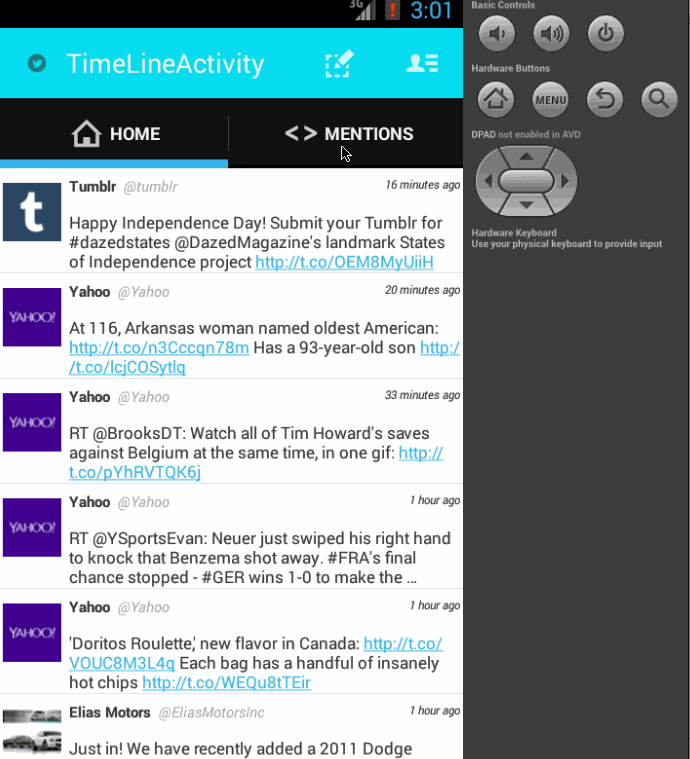 3G 3:01
TimeLineActivity
HOME
<> MENTIONS
Tumblr @tumblr 16 minutes ago
Happy Independence Day! Submit your Tumblr for
#dazedstates @DazedMagazine's landmark States
of Independence project http://t.co/OEM8MyUiiH
YAHOO!
Yahoo @Yahoo 20 minutes ago
At 116, Arkansas woman named oldest American:
http://t.co/n3Cccqn78m Has a 93-year-old son http:/
/t.co/lcjCOSytlq
YAHOO!
Yahoo @Yahoo 33 minutes ago
RT @BrooksDT: Watch all of Tim Howard's saves
against Belgium at the same time, in one gif: http://
t.co/pYhRVTQK6j
YAHOO!
Yahoo @Yahoo 1 hour ago
RT @YSportsEvan: Neuer just swiped his right hand
to knock that Benzema shot away. #FRA's final
chance stopped - #GER wins 1-0 to make the ...
YAHOO!
Yahoo @Yahoo 1 hour ago
'Doritos Roulette,' new flavor in Canada: http://t.co/
VOUC8M3L4q Each bag has a handful of insanely
hot chips http://t.co/WEQu8tTEir
Elias Motors @EliasMotorsInc 1 hour ago
Just in! We have recently added a 2011 Dodge
Basic Controls
Hardware Buttons
MENU
DPAD not enabled in AVD
Hardware Keyboard
Use your physical keyboard to provide input